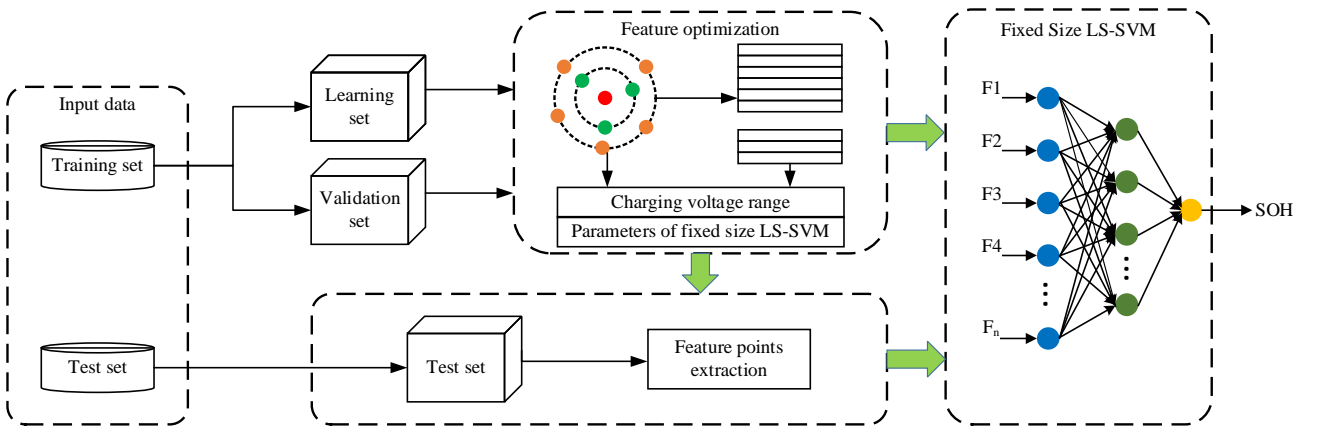 Input data
Training set
Test set
Learning
set
Validation
set
Feature optimization
Charging voltage range
Parameters of fixed size LS-SVM
Test set
Feature points
extraction
Fixed Size LS-SVM
F1
F2
F3
F4
Fn
SOH